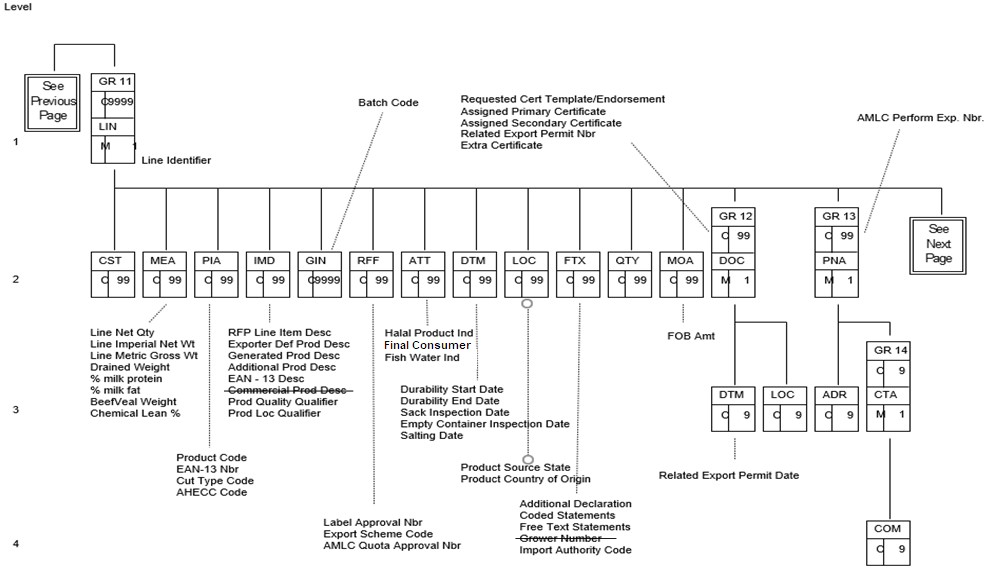 Level
See
Previous
Page
GR 11
C 9999
LIN
M 1
1
Line Identifier
Batch Code
Requested Cert Template/Endorsement
Assigned Primary Certificate
Assigned Secondary Certificate
Related Export Permit Nbr
Extra Certificate
AMLC Perform Exp. Nbr.
GR 12
C 99
DOC
M 1
GR 13
C 99
PNA
M 1
See
Next
Page
2
CST
C 99
MEA
C 99
PIA
C 99
IMD
C 99
GIN
C 9999
RFF
C 99
ATT
C 99
DTM
C 99
LOC
C 99
FTX
C 99
QTY
C 99
MOA
C 99
Line Net Qty
Line Imperial Net Wt
Line Metric Gross Wt
Drained Weight
% milk protein
% milk fat
BeefVeal Weight
Chemical Lean %
RFP Line Item Desc
Exporter Def Prod Desc
Generated Prod Desc
Additional Prod Desc
EAN - 13 Desc
Commercial Prod Desc
Prod Quality Qualifier
Prod Loc Qualifier
Halal Product Ind
Final Consumer
Fish Water Ind
FOB Amt
GR 14
C 9
CTA
M 1
3
Durability Start Date
Durability End Date
Sack Inspection Date
Empty Container Inspection Date
Salting Date
DTM
C 9
LOC
C 9
ADR
C 9
Product Code
EAN-13 Nbr
Cut Type Code
AHECC Code
Product Source State
Product Country of Origin
Related Export Permit Date
Label Approval Nbr
Export Scheme Code
AMLC Quota Approval Nbr
Additional Declaration
Coded Statements
Free Text Statements
Grower Number
Import Authority Code
4
COM
C 9